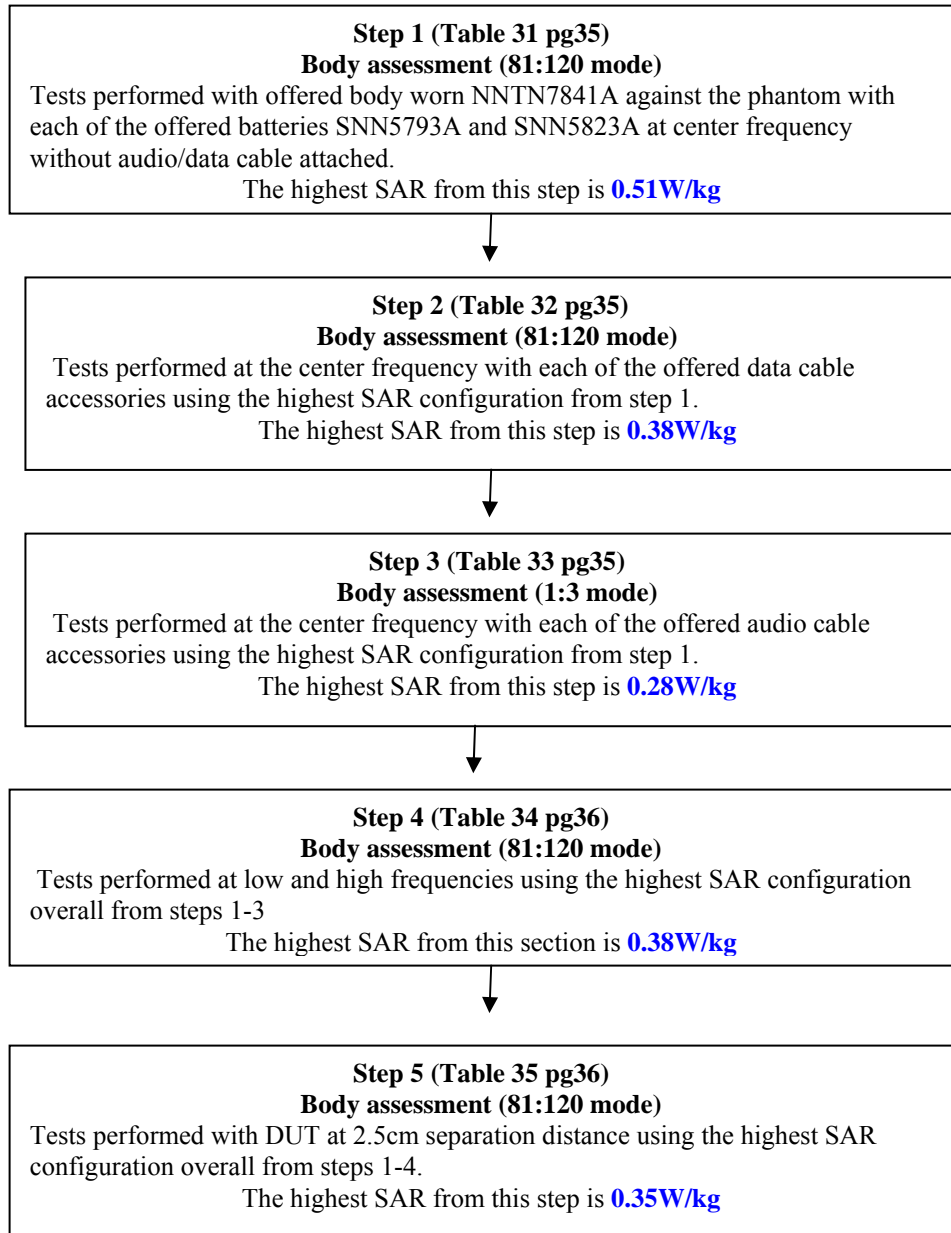 Step 1 (Table 31 pg35)
Body assessment (81:120 mode)
Tests performed with offered body worn NNTN7841A against the phantom with
each of the offered batteries SNN5793A and SNN5823A at center frequency
without audio/data cable attached.
The highest SAR from this step is 0.51W/kg
Step 2 (Table 32 pg35)
Body assessment (81:120 mode)
Tests performed at the center frequency with each of the offered data cable
accessories using the highest SAR configuration from step 1.
The highest SAR from this step is 0.38W/kg
Step 3 (Table 33 pg35)
Body assessment (1:3 mode)
Tests performed at the center frequency with each of the offered audio cable
accessories using the highest SAR configuration from step 1.
The highest SAR from this step is 0.28W/kg
Step 4 (Table 34 pg36)
Body assessment (81:120 mode)
Tests performed at low and high frequencies using the highest SAR configuration
overall from steps 1-3
The highest SAR from this section is 0.38W/kg
Step 5 (Table 35 pg36)
Body assessment (81:120 mode)
Tests performed with DUT at 2.5cm separation distance using the highest SAR
configuration overall from steps 1-4.
The highest SAR from this step is 0.35W/kg